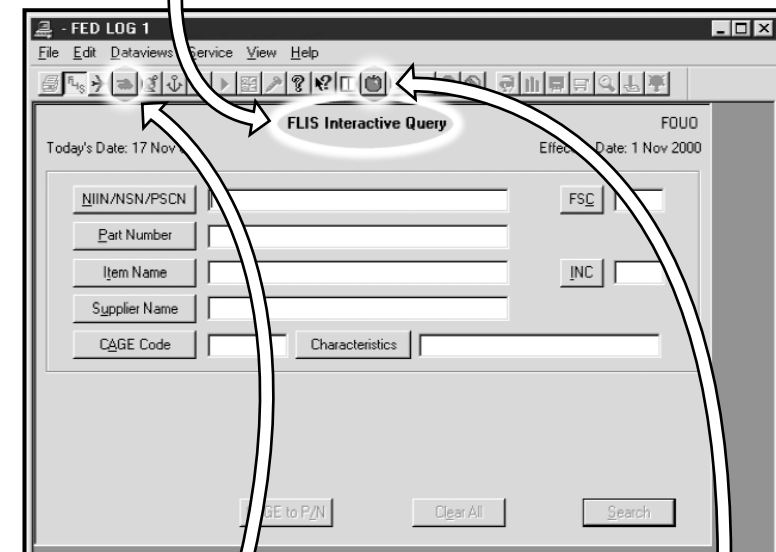 - FED LOG 1
File Edit Dataviews Service View Help
FLIS Interactive Query FOUO
Today's Date: 17 Nov Date: 1 Nov 2000
NIIN/NSN/PSCN FSC
Part Number
Item Name INC
Supplier Name
CAGE Code Characteristics
to P/N Clear All Search